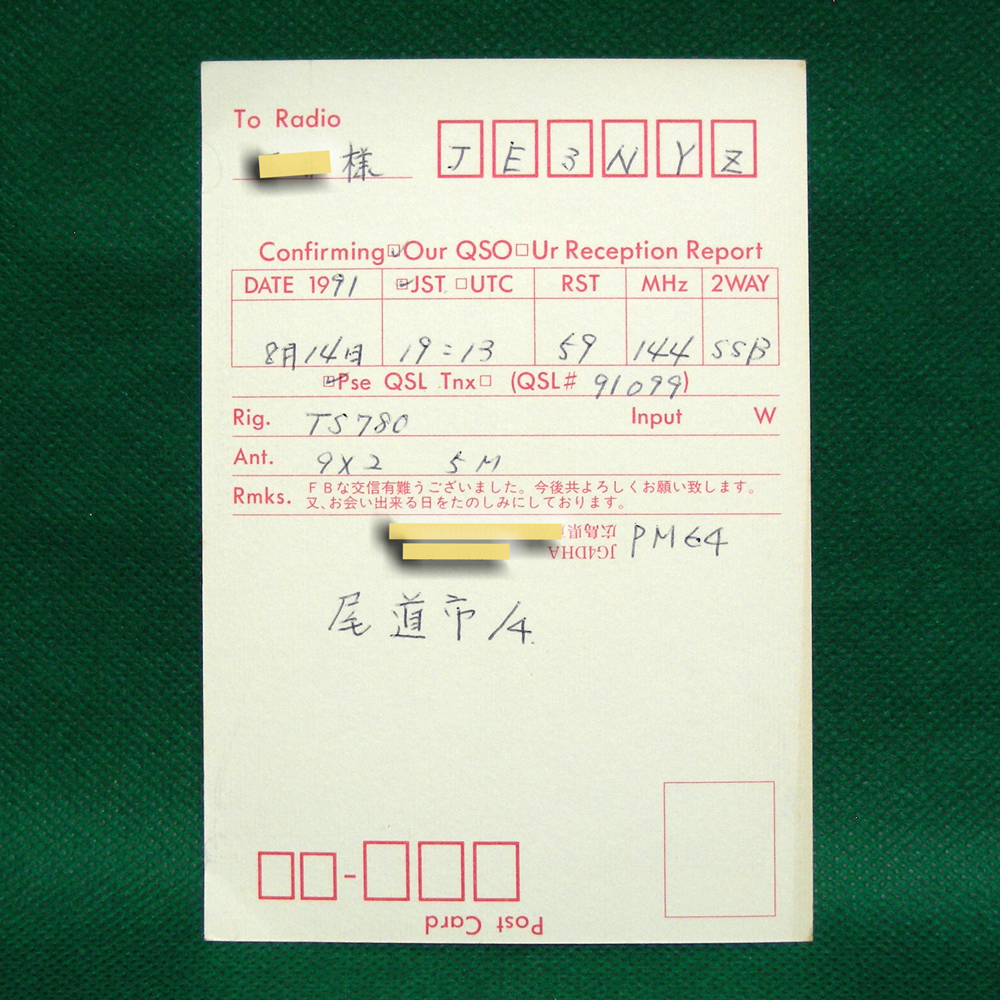 To Radio
様 JE3NYZ
Confirming ☑Our QSO □Ur Reception Report
DATE 1991 ☑JST □UTC RST MHz 2WAY
8月14日 19:13 59 144 SSB
☑Pse QSL Tnx□ (QSL# 91099)
Rig. TS780 Input W
Ant. 9X2 5M
Rmks. FBな交信有難うございました。今後共よろしくお願い致します。
又、お会い出来る日をたのしみにしております。
広島県
JG4DHA PM64
尾道市/4.
Post Card